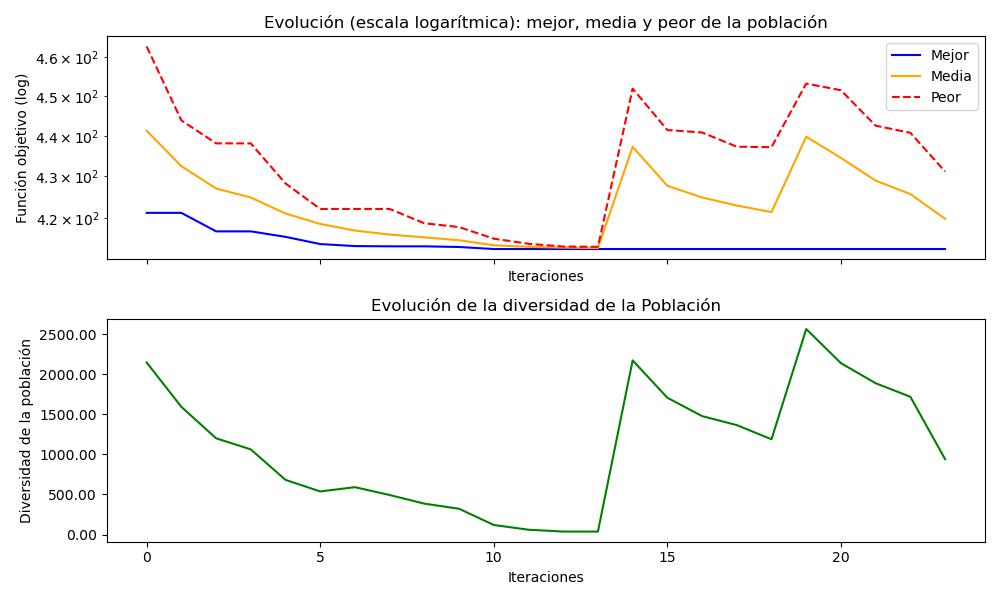 Evolución (escala logarítmica): mejor, media y peor de la población
Función objetivo (log)
4.6 × 10²
4.5 × 10²
4.4 × 10²
4.3 × 10²
4.2 × 10²
Mejor
Media
Peor
Iteraciones
Evolución de la diversidad de la Población
Diversidad de la población
2500.00
2000.00
1500.00
1000.00
500.00
0.00
0 5 10 15 20
Iteraciones